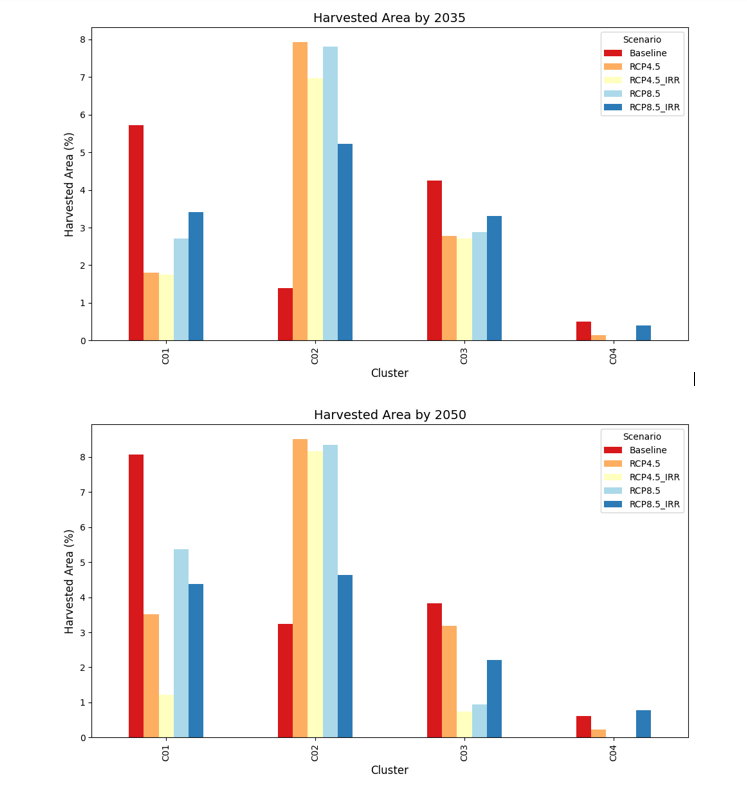 Harvested Area by 2035
Harvested Area (%)
8
7
6
5
4
3
2
1
0
Scenario
Baseline
RCP4.5
RCP4.5_IRR
RCP8.5
RCP8.5_IRR
C01
C02
C03
C04
Cluster
Harvested Area by 2050
Harvested Area (%)
8
7
6
5
4
3
2
1
0
Scenario
Baseline
RCP4.5
RCP4.5_IRR
RCP8.5
RCP8.5_IRR
C01
C02
C03
C04
Cluster